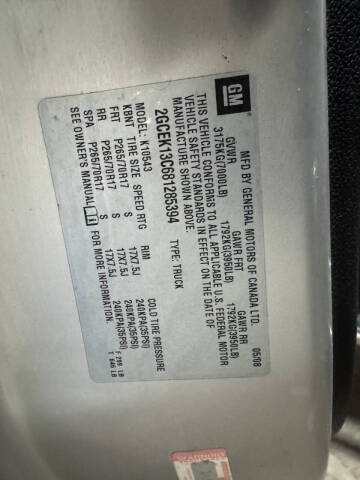 GM
MFD BY GENERAL MOTORS OF CANADA LTD.
05/08
GVWR GAWR FRT GAWR RR
3175KG(7000LB) 1792KG(3950LB) 1792KG(3950LB)
THIS VEHICLE CONFORMS TO ALL APPLICABLE U.S. FEDERAL MOTOR
VEHICLE SAFETY STANDARDS IN EFFECT ON THE DATE OF
MANUFACTURE SHOWN ABOVE.
2GCEK13C681285394 TYPE: TRUCK
K10543
KBNT TIRE SIZE SPEED RTG RIM COLD TIRE PRESSURE
FRT P265/70R17 S 17X7.5J 240KPA(35PSI)
RR P265/70R17 S 17X7.5J 240KPA(35PSI)
SPA P265/70R17 S 17X7.5J 240KPA(35PSI)
SEE OWNER'S MANUAL FOR MORE INFORMATION.